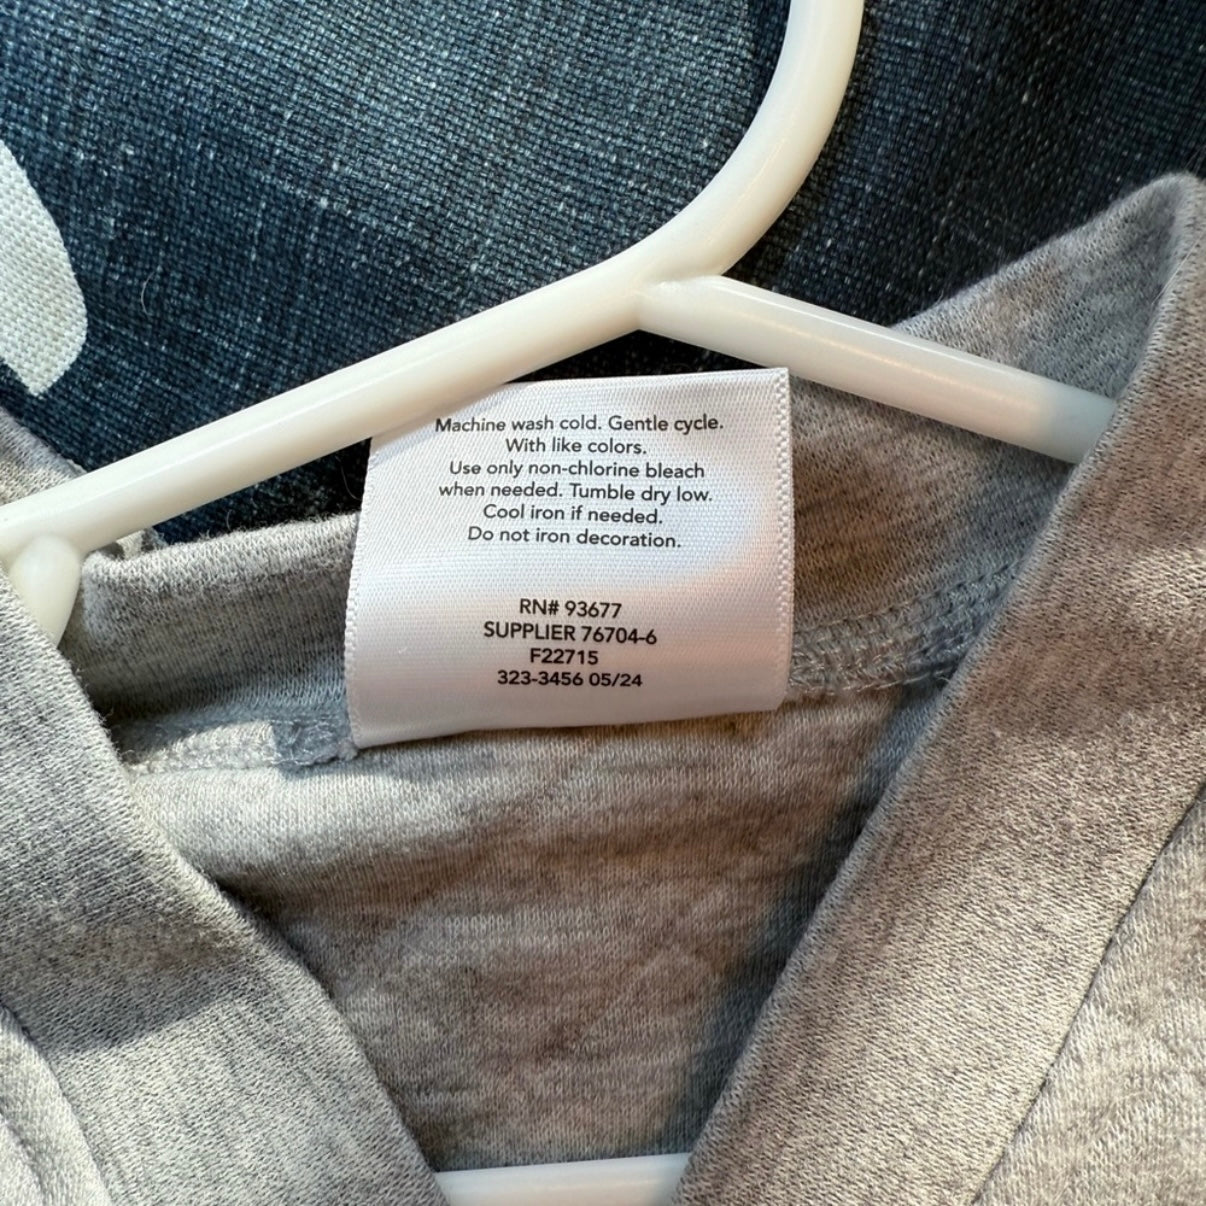 Machine wash cold. Gentle cycle.
With like colors.
Use only non-chlorine bleach
when needed. Tumble dry low.
Cool iron if needed.
Do not iron decoration.
RN# 93677
SUPPLIER 76704-6
F22715
323-3456 05/24